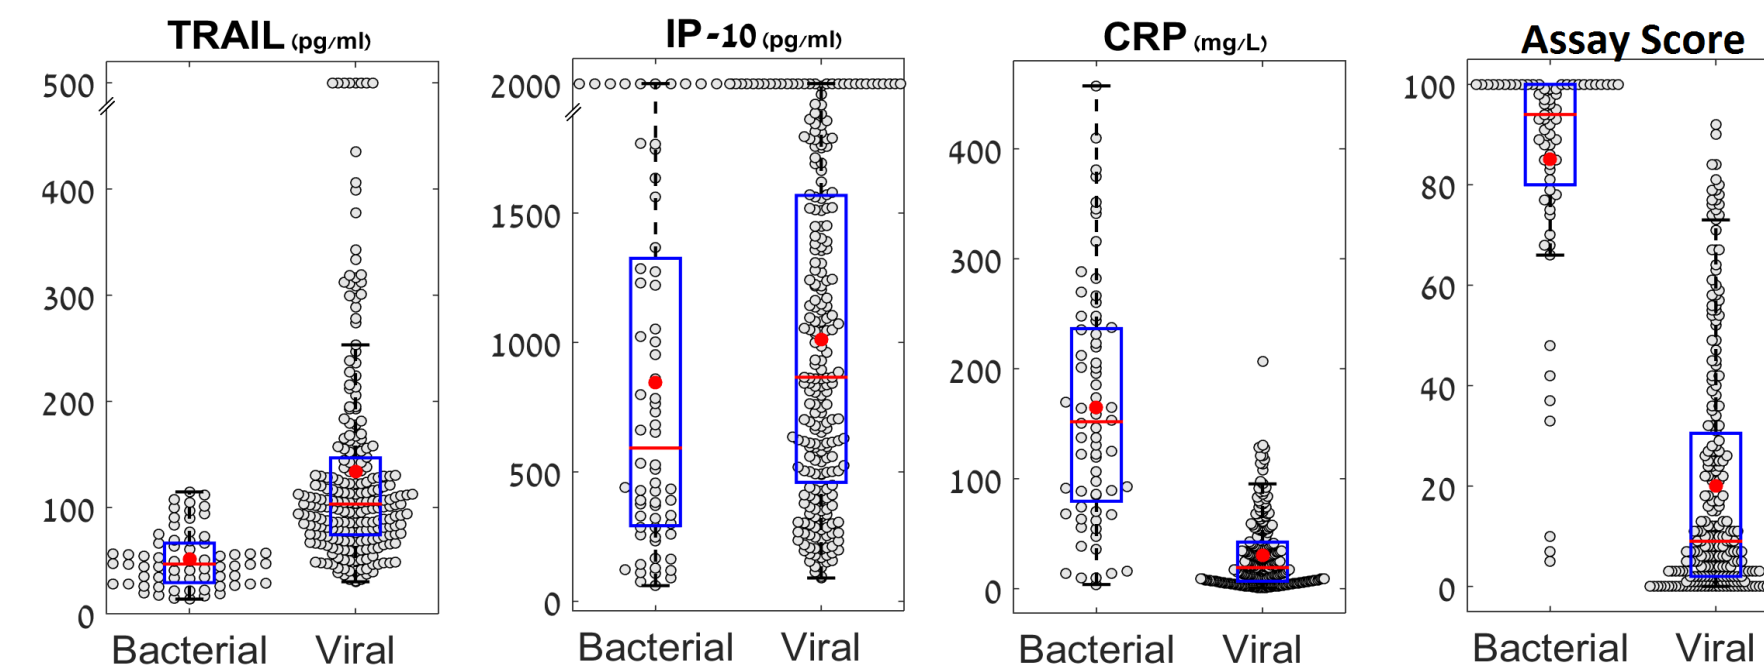 TRAIL (pg/ml)
500
400
300
200
100
0
Bacterial Viral
IP-10 (pg/ml)
2000
1500
1000
500
0
Bacterial Viral
CRP (mg/L)
400
300
200
100
0
Bacterial Viral
Assay Score
100
80
60
40
20
0
Bacterial Viral